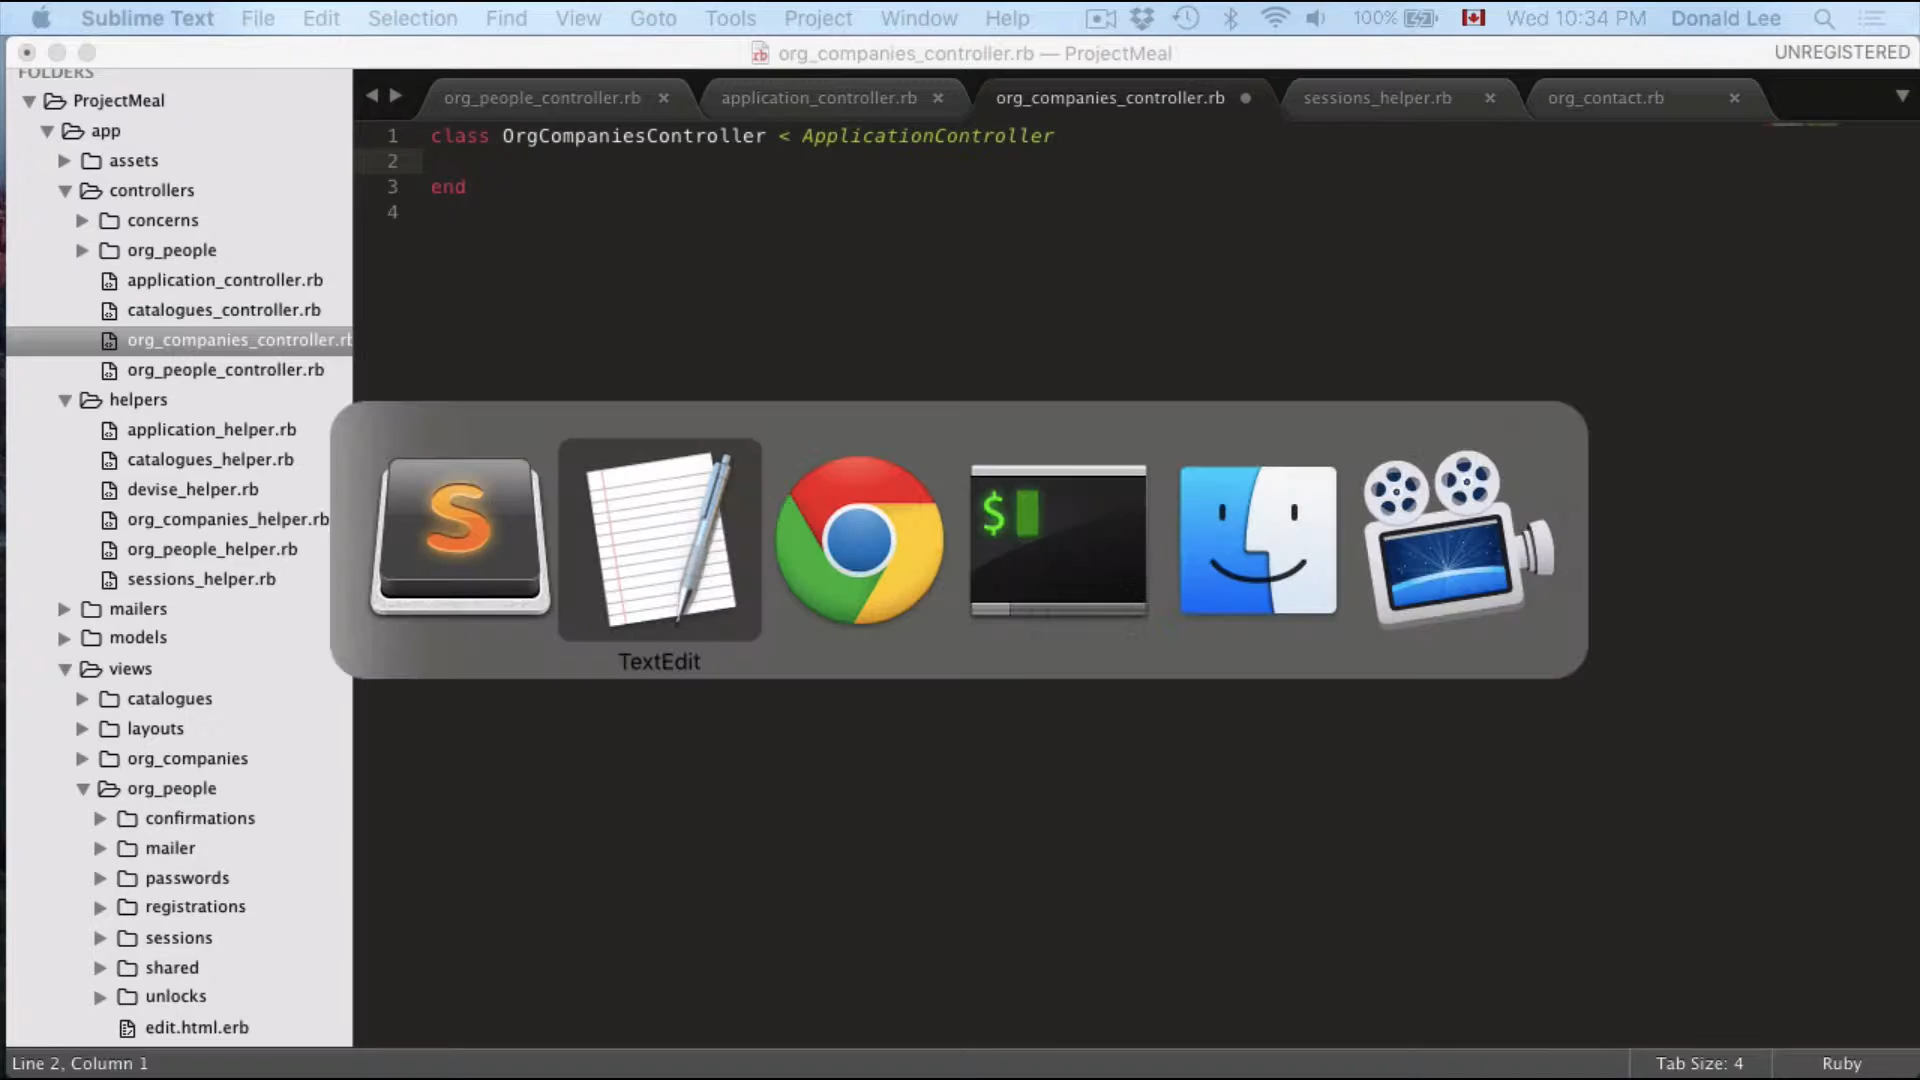 Sublime Text File Edit Selection Find View Goto Tools Project Window Help 100% Wed 10:34 PM Donald Lee
org_companies_controller.rb — ProjectMeal UNREGISTERED
FOLDERS
ProjectMeal
app
assets
controllers
concerns
org_people
application_controller.rb
catalogues_controller.rb
org_companies_controller.rb
org_people_controller.rb
helpers
application_helper.rb
catalogues_helper.rb
devise_helper.rb
org_companies_helper.rb
org_people_helper.rb
sessions_helper.rb
mailers
models
views
catalogues
layouts
org_companies
org_people
confirmations
mailer
passwords
registrations
sessions
shared
unlocks
edit.html.erb
org_people_controller.rb application_controller.rb org_companies_controller.rb sessions_helper.rb org_contact.rb
1 class OrgCompaniesController < ApplicationController
2
3 end
4
S
$
TextEdit
Line 2, Column 1 Tab Size: 4 Ruby